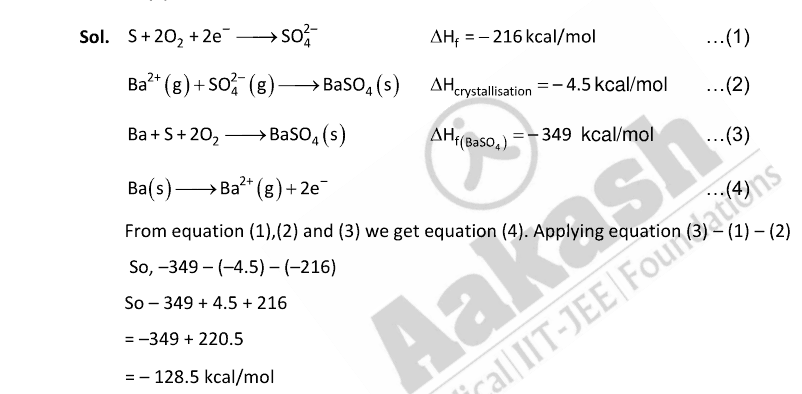 Sol. S + 2O₂ + 2e⁻ ⟶ SO₄²⁻ ΔH_f = – 216 kcal/mol ...(1)
Ba²⁺(g) + SO₄²⁻(g) ⟶ BaSO₄(s) ΔH_crystallisation = – 4.5 kcal/mol ...(2)
Ba + S + 2O₂ ⟶ BaSO₄(s) ΔH_f(BaSO₄) = – 349 kcal/mol ...(3)
Ba(s) ⟶ Ba²⁺(g) + 2e⁻ ...(4)
From equation (1),(2) and (3) we get equation (4). Applying equation (3) – (1) – (2)
So, –349 – (–4.5) – (–216)
So – 349 + 4.5 + 216
= –349 + 220.5
= – 128.5 kcal/mol
Aakash
ical|IIT-JEE|Foundations